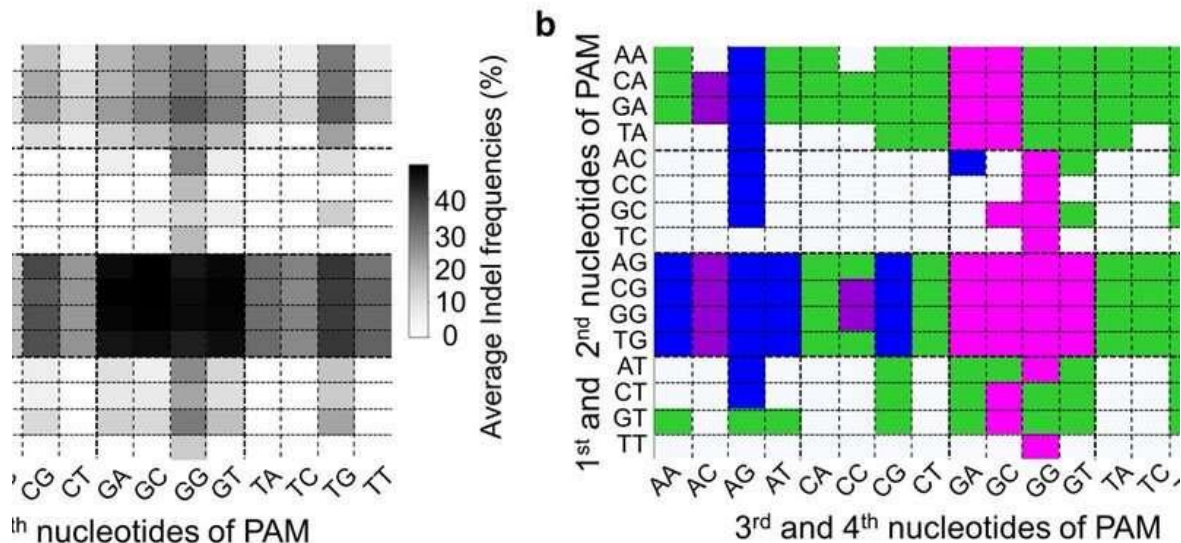 b
40
30
20
10
0
Average Indel frequencies (%)
CG CT GA GC GG GT TA TC TG TT
th nucleotides of PAM
1st and 2nd nucleotides of PAM
AA
CA
GA
TA
AC
CC
GC
TC
AG
CG
GG
TG
AT
CT
GT
TT
AA AC AG AT CA CC CG CT GA GC GG GT TA TC
3rd and 4th nucleotides of PAM